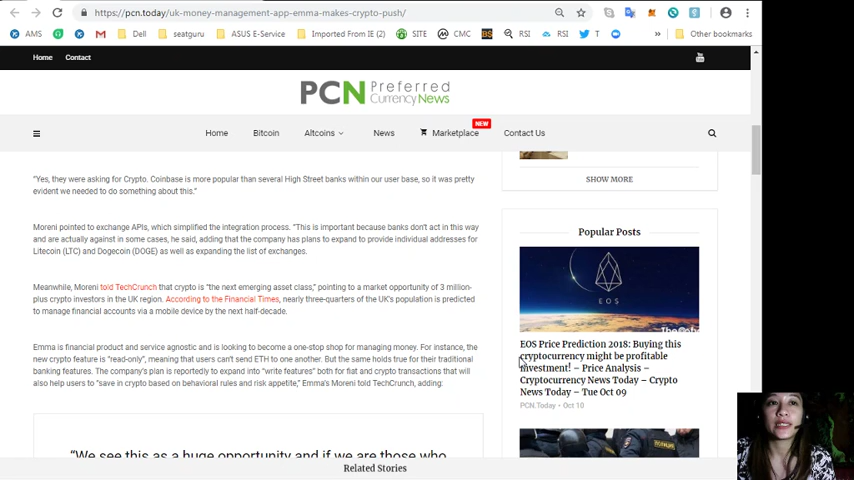 https://pcn.today/uk-money-management-app-emma-makes-crypto-push/
AMS
Dell
seatguru
ASUS E-Service
Imported From IE (2)
SITE
CMC
RSI
RSI
T
Other bookmarks
Home
Contact
PCN Preferred
Currency News
NEW
Home
Bitcoin
Altcoins
News
Marketplace
Contact Us
"Yes, they were asking for Crypto. Coinbase is more popular than several High Street banks within our user base, so it was pretty
evident we needed to do something about this."
Moreni pointed to exchange APIs, which simplified the integration process. "This is important because banks don't act in this way
and are actually against in some cases, he said, adding that the company has plans to expand to provide individual addresses for
Litecoin (LTC) and Dogecoin (DOGE) as well as expanding the list of exchanges.
Meanwhile, Moreni told TechCrunch that crypto is "the next emerging asset class," pointing to a market opportunity of 3 million-
plus crypto investors in the UK region. According to the Financial Times, nearly three-quarters of the UK's population is predicted
to manage financial accounts via a mobile device by the next half-decade.
Emma is financial product and service agnostic and is looking to become a one-stop shop for managing money. For instance, the
new crypto feature is "read-only", meaning that users can't send ETH to one another. But the same holds true for their traditional
banking features. The company's plan is reportedly to expand into "write features" both for fiat and crypto transactions that will
also help users to "save in crypto based on behavioral rules and risk appetite," Emma's Moreni told TechCrunch, adding:
"We see this as a huge opportunity and if we are those who
SHOW MORE
Popular Posts
EOS
EOS Price Prediction 2018: Buying this
cryptocurrency might be profitable
investment! – Price Analysis –
Cryptocurrency News Today – Crypto
News Today – Tue Oct 09
PCN.Today • Oct 10
Related Stories